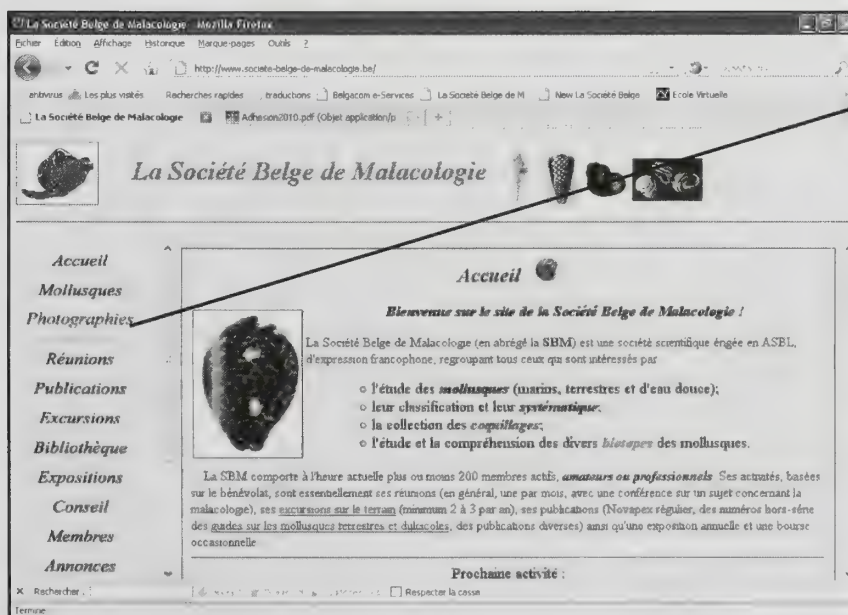 La Société Belge de Malacologie - Mozilla Firefox
Fichier Edition Affichage Historique Marque-pages Outils ?
http://www.societe-belge-de-malacologie.be/
antivirus Les plus visités Recherches rapides traductions Belgacom e-Services La Société Belge de M New La Société Belge Ecole Virtuelle
La Société Belge de Malacologie Adhesion2010.pdf (Objet application/p
La Société Belge de Malacologie
Accueil
Mollusques
Photographies
Réunions
Publications
Excursions
Bibliothèque
Expositions
Conseil
Membres
Annonces
Accueil
Bienvenue sur le site de la Société Belge de Malacologie !
La Société Belge de Malacologie (en abrégé la SBM) est une société scientifique érigée en ASBL,
d'expression francophone, regroupant tous ceux qui sont intéressés par
l'étude des mollusques (marins, terrestres et d'eau douce);
leur classification et leur systématique;
la collection des coquillages;
l'étude et la compréhension des divers biotopes des mollusques.
La SBM comporte à l'heure actuelle plus ou moins 200 membres actifs, amateurs ou professionnels Ses activités, basées
sur le bénévolat, sont essentiellement ses réunions (en général, une par mois, avec une conférence sur un sujet concernant la
malacologie), ses excursions sur le terrain (minimum 2 à 3 par an), ses publications (Novapex régulier, des numéros hors-série
des guides sur les mollusques terrestres et dulcicoles, des publications diverses) ainsi qu'une exposition annuelle et une bourse
occasionnelle
Prochaine activité :
Rechercher : Respecter la casse
Terminé